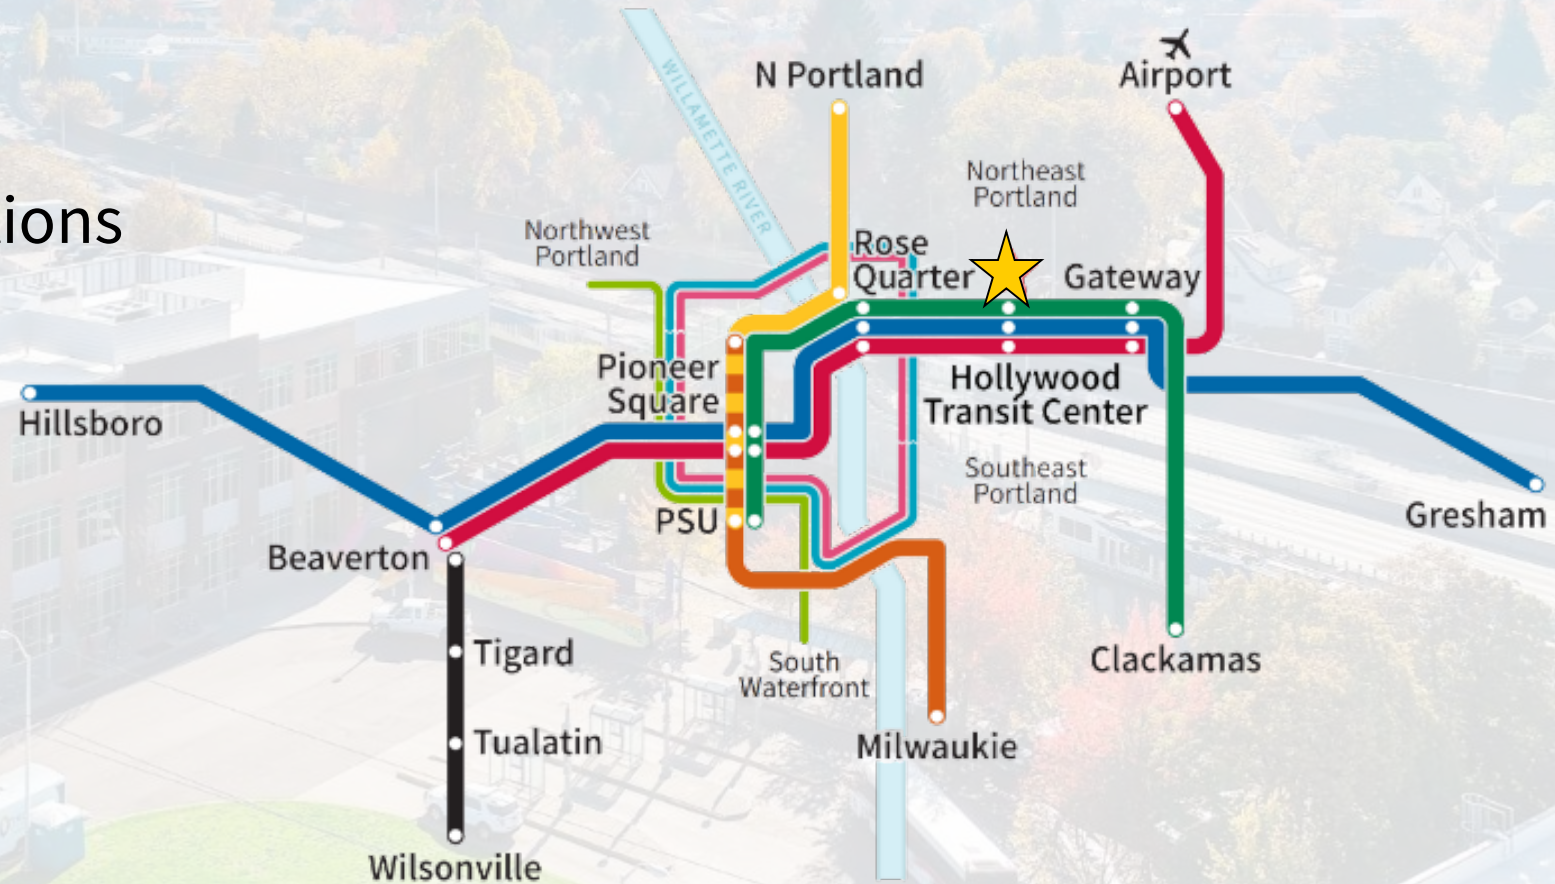 N Portland
Airport
WILLAMETTE RIVER
Northeast
Portland
tions
Northwest
Portland
Rose
Quarter
Gateway
Pioneer
Square
Hollywood
Transit Center
Hillsboro
Southeast
Portland
PSU
Gresham
Beaverton
Tigard
South
Waterfront
Clackamas
Tualatin
Milwaukie
Wilsonville